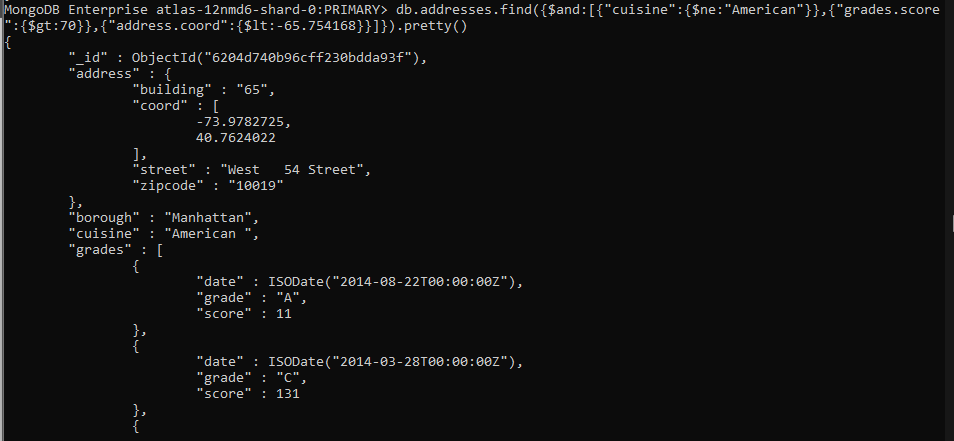 MongoDB Enterprise atlas-12nmd6-shard-0:PRIMARY> db.addresses.find({$and:[{"cuisine":{$ne:"American"}},{"grades.score
":{$gt:70}},{"address.coord":{$lt:-65.754168}}]}).pretty()
{
        "_id" : ObjectId("6204d740b96cff230bdda93f"),
        "address" : {
                "building" : "65",
                "coord" : [
                        -73.9782725,
                        40.7624022
                ],
                "street" : "West   54 Street",
                "zipcode" : "10019"
        },
        "borough" : "Manhattan",
        "cuisine" : "American ",
        "grades" : [
                {
                        "date" : ISODate("2014-08-22T00:00:00Z"),
                        "grade" : "A",
                        "score" : 11
                },
                {
                        "date" : ISODate("2014-03-28T00:00:00Z"),
                        "grade" : "C",
                        "score" : 131
                },
                {